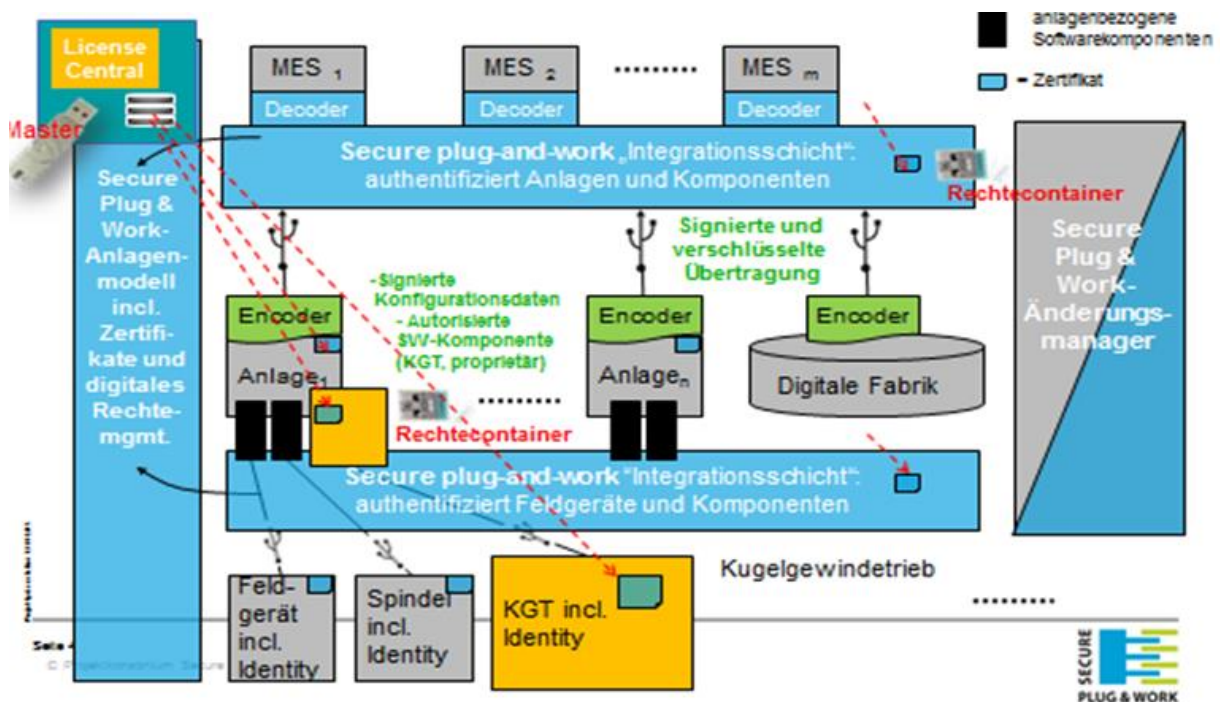 License
Central
Master
MES 1
Decoder
MES 2
Decoder
.........
MES m
Decoder
anlagenbezogene
Softwarekomponenten
= Zertifikat
Secure plug-and-work „Integrationsschicht“:
authentifiziert Anlagen und Komponenten
Rechtecontainer
Secure
Plug &
Work-
Anlagen-
modell
incl.
Zertifi-
kate und
digitales
Rechte-
mgmt.
Signierte und
verschlüsselte
Übertragung
- Signierte
Konfigurationsdaten
- Autorisierte
SW-Komponente
(KGT, proprietär)
Encoder
Anlage1
Encoder
Anlagen
Encoder
Digitale Fabrik
.........
Rechtecontainer
Secure
Plug &
Work-
Änderungs-
manager
Secure plug-and-work “Integrationsschicht“:
authentifiziert Feldgeräte und Komponenten
Feld-
gerät
incl.
Identity
Spindel
incl.
Identity
KGT incl.
Identity
Kugelgewindetrieb
.........
Seite 4
© Projektkonsortium Secure
SECURE
PLUG & WORK